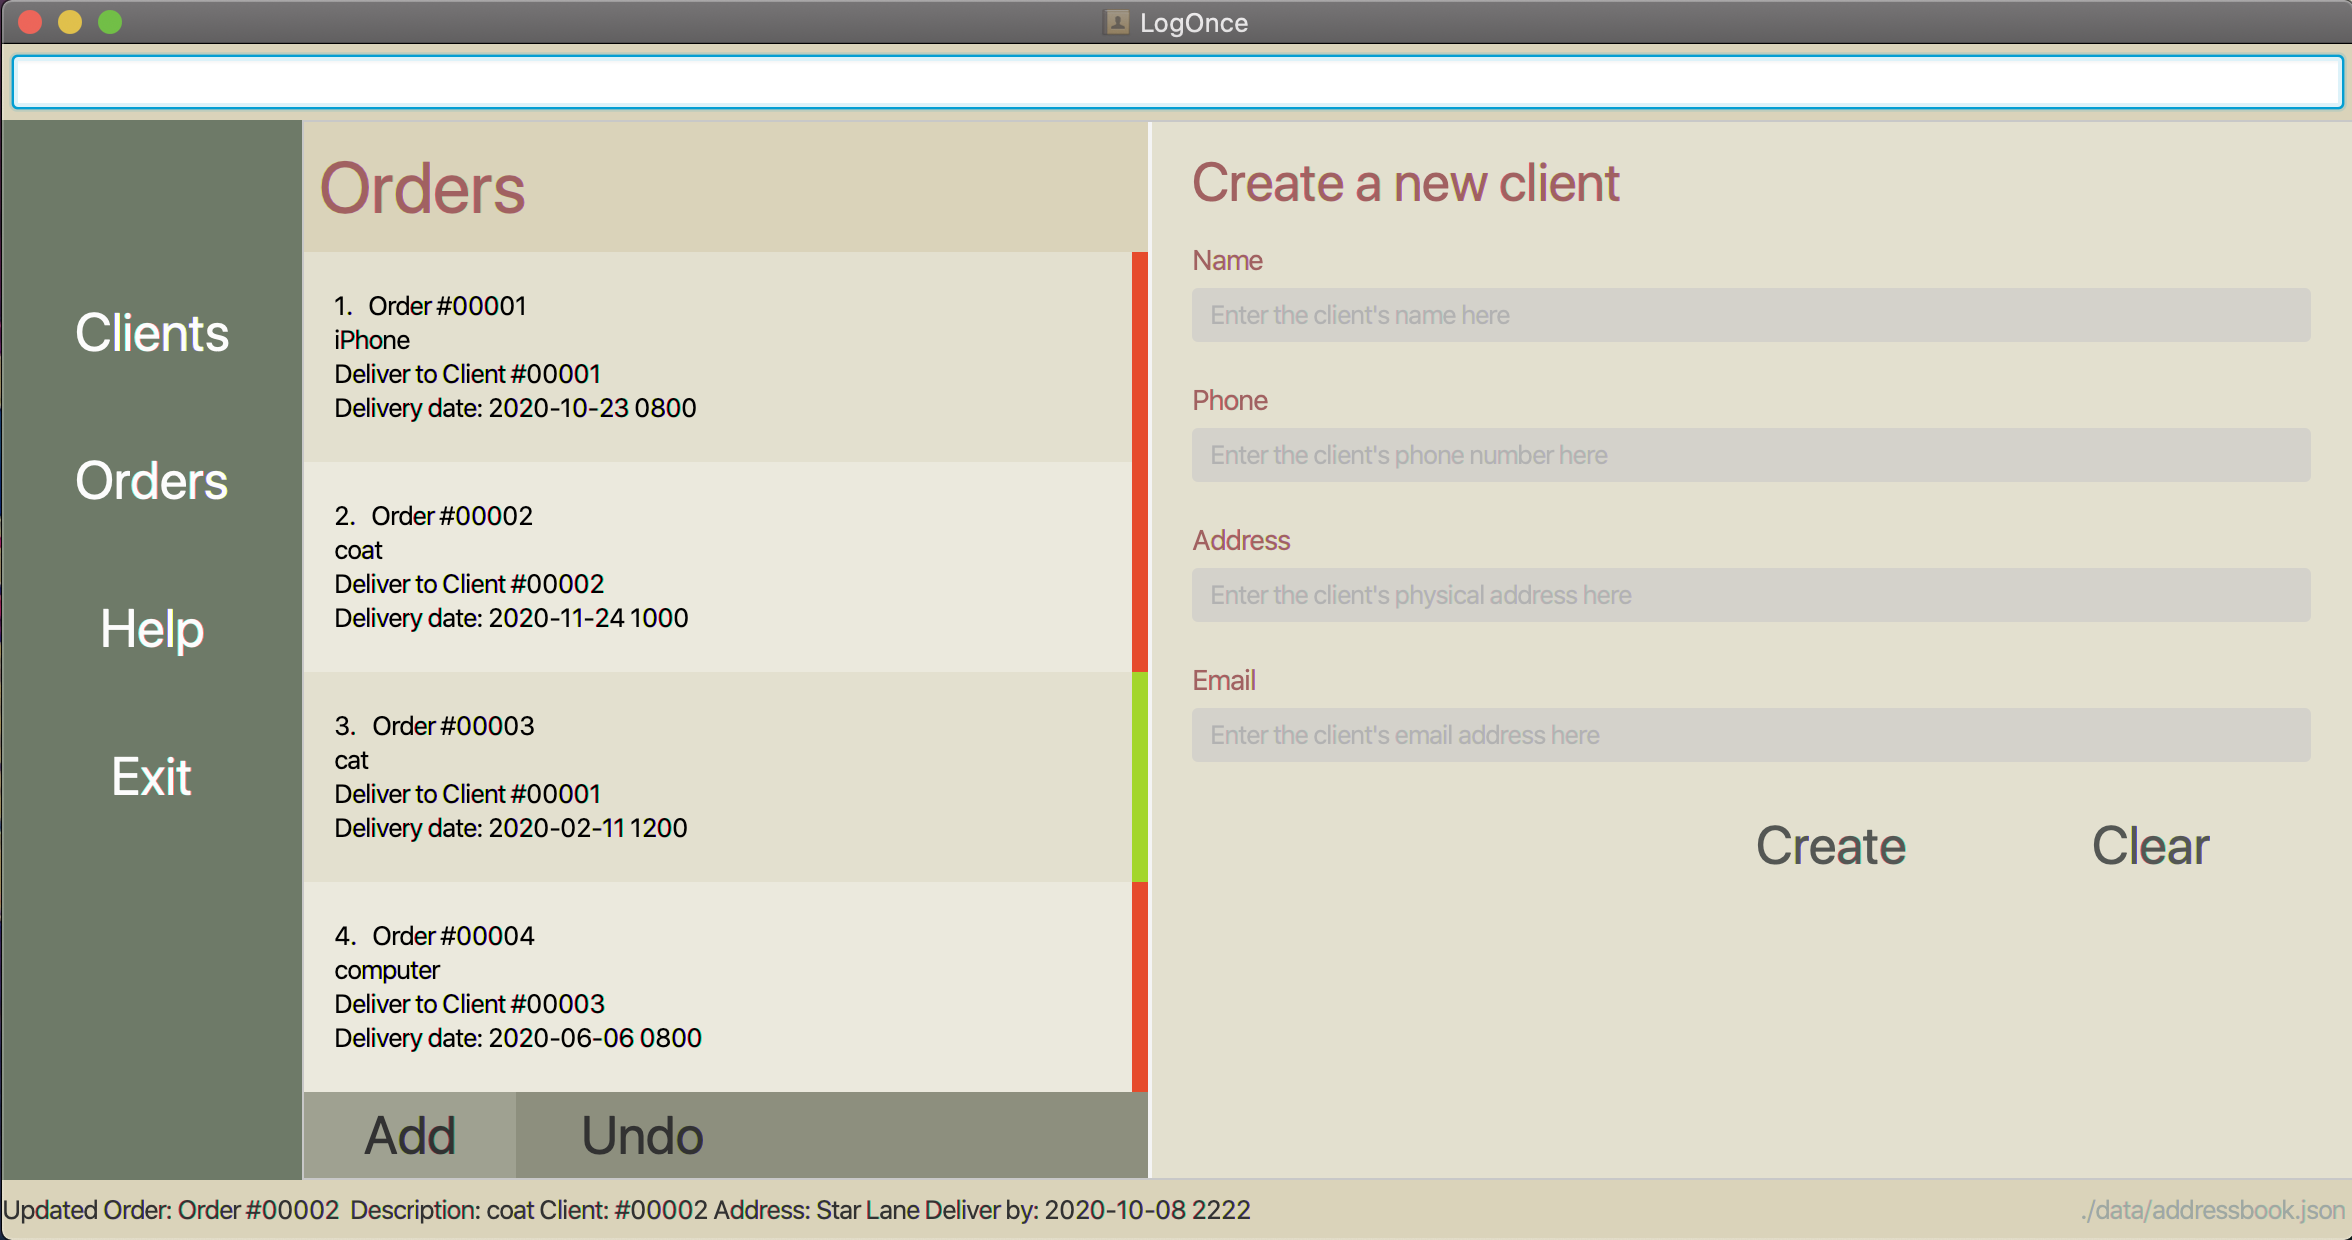 LogOnce
Clients
Orders
Help
Exit
Orders
1. Order #00001
iPhone
Deliver to Client #00001
Delivery date: 2020-10-23 0800
2. Order #00002
coat
Deliver to Client #00002
Delivery date: 2020-11-24 1000
3. Order #00003
cat
Deliver to Client #00001
Delivery date: 2020-02-11 1200
4. Order #00004
computer
Deliver to Client #00003
Delivery date: 2020-06-06 0800
Add Undo
Create a new client
Name
Enter the client's name here
Phone
Enter the client's phone number here
Address
Enter the client's physical address here
Email
Enter the client's email address here
Create Clear
Updated Order: Order #00002 Description: coat Client: #00002 Address: Star Lane Deliver by: 2020-10-08 2222
./data/addressbook.json